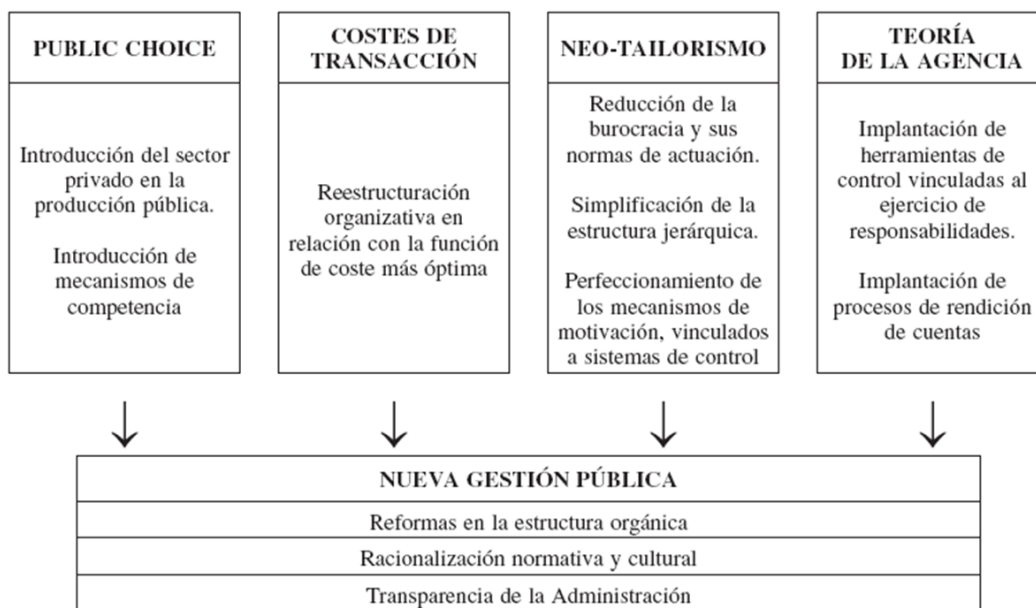 PUBLIC CHOICE
Introducción del sector
privado en la
producción pública.
Introducción de
mecanismos de
competencia
COSTES DE
TRANSACCIÓN
Reestructuración
organizativa en
relación con la función
de coste más óptima
NEO-TAILORISMO
Reducción de la
burocracia y sus
normas de actuación.
Simplificación de la
estructura jerárquica.
Perfeccionamiento de
los mecanismos de
motivación, vinculados
a sistemas de control
TEORÍA
DE LA AGENCIA
Implantación de
herramientas de
control vinculadas al
ejercicio de
responsabilidades.
Implantación de
procesos de rendición
de cuentas
NUEVA GESTIÓN PÚBLICA
Reformas en la estructura orgánica
Racionalización normativa y cultural
Transparencia de la Administración